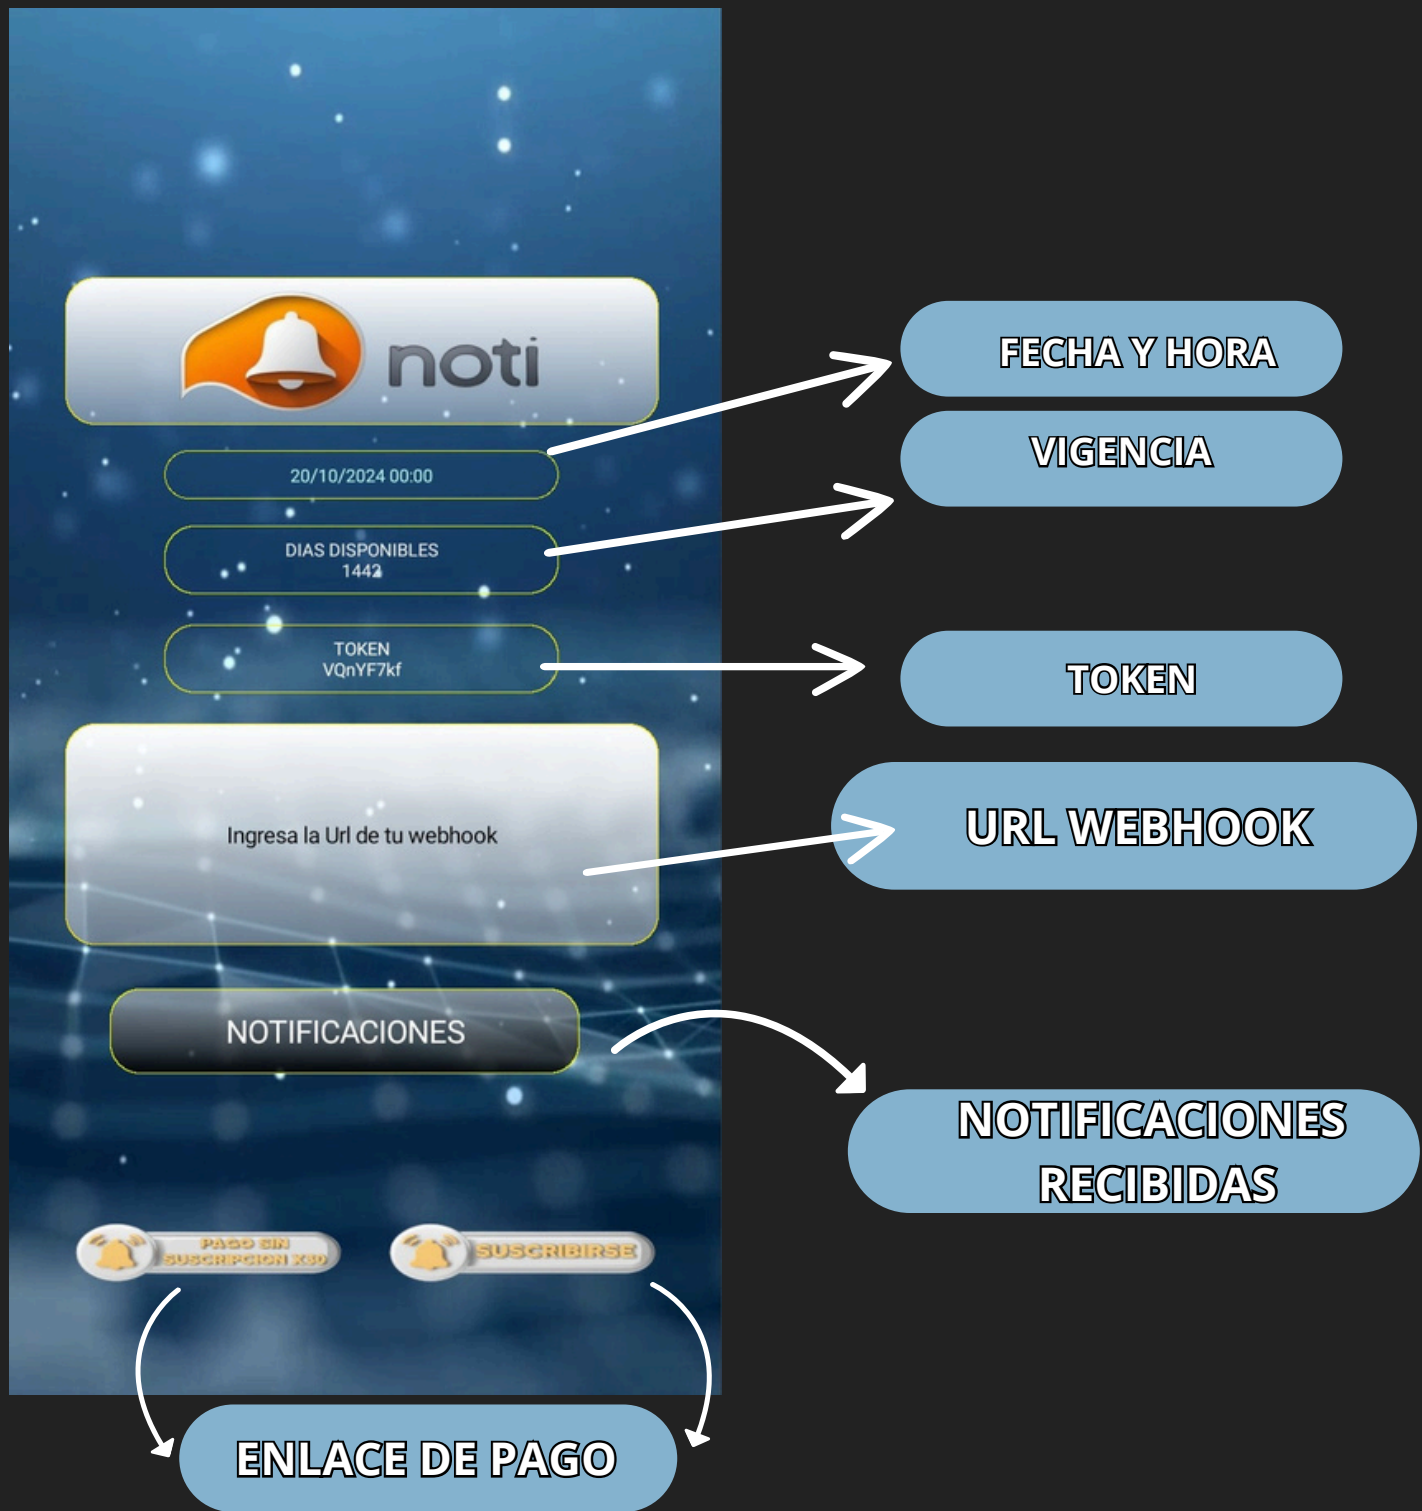 noti
20/10/2024 00:00
DIAS DISPONIBLES
1442
TOKEN
VQnYF7kf
Ingresa la Url de tu webhook
NOTIFICACIONES
PAGO SIN
SUSCRIPCION X30
SUSCRIBIRSE
FECHA Y HORA
VIGENCIA
TOKEN
URL WEBHOOK
NOTIFICACIONES
RECIBIDAS
ENLACE DE PAGO